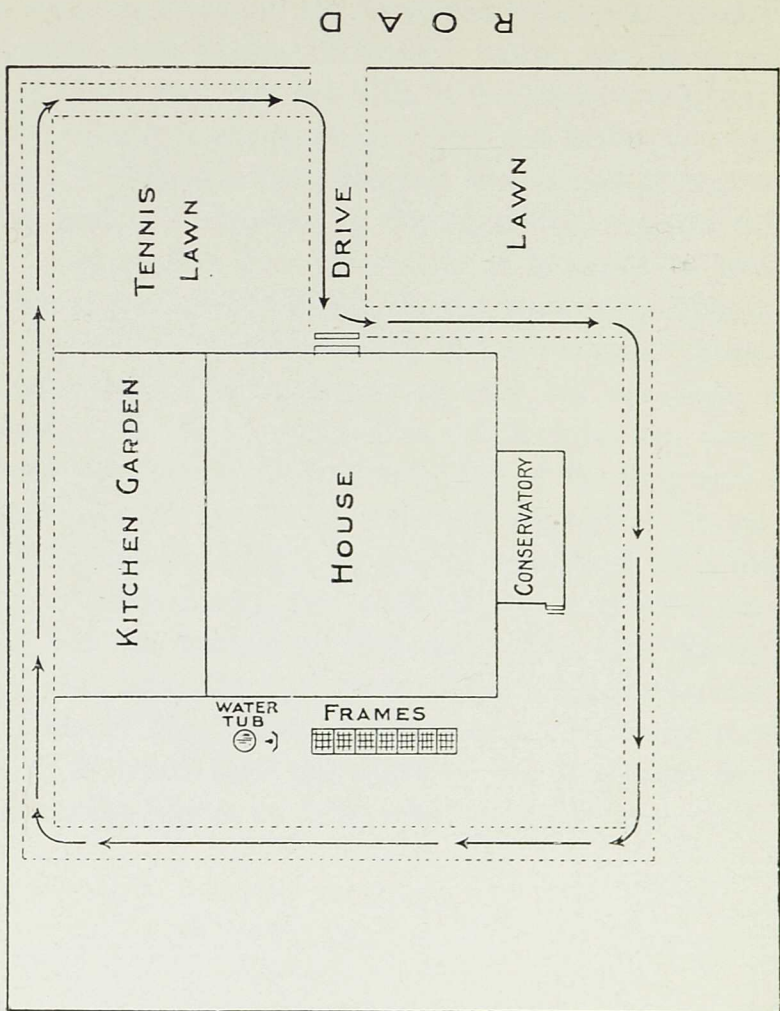 ROAD
TENNIS
LAWN
DRIVE
LAWN
KITCHEN GARDEN
HOUSE
CONSERVATORY
WATER
TUB
FRAMES